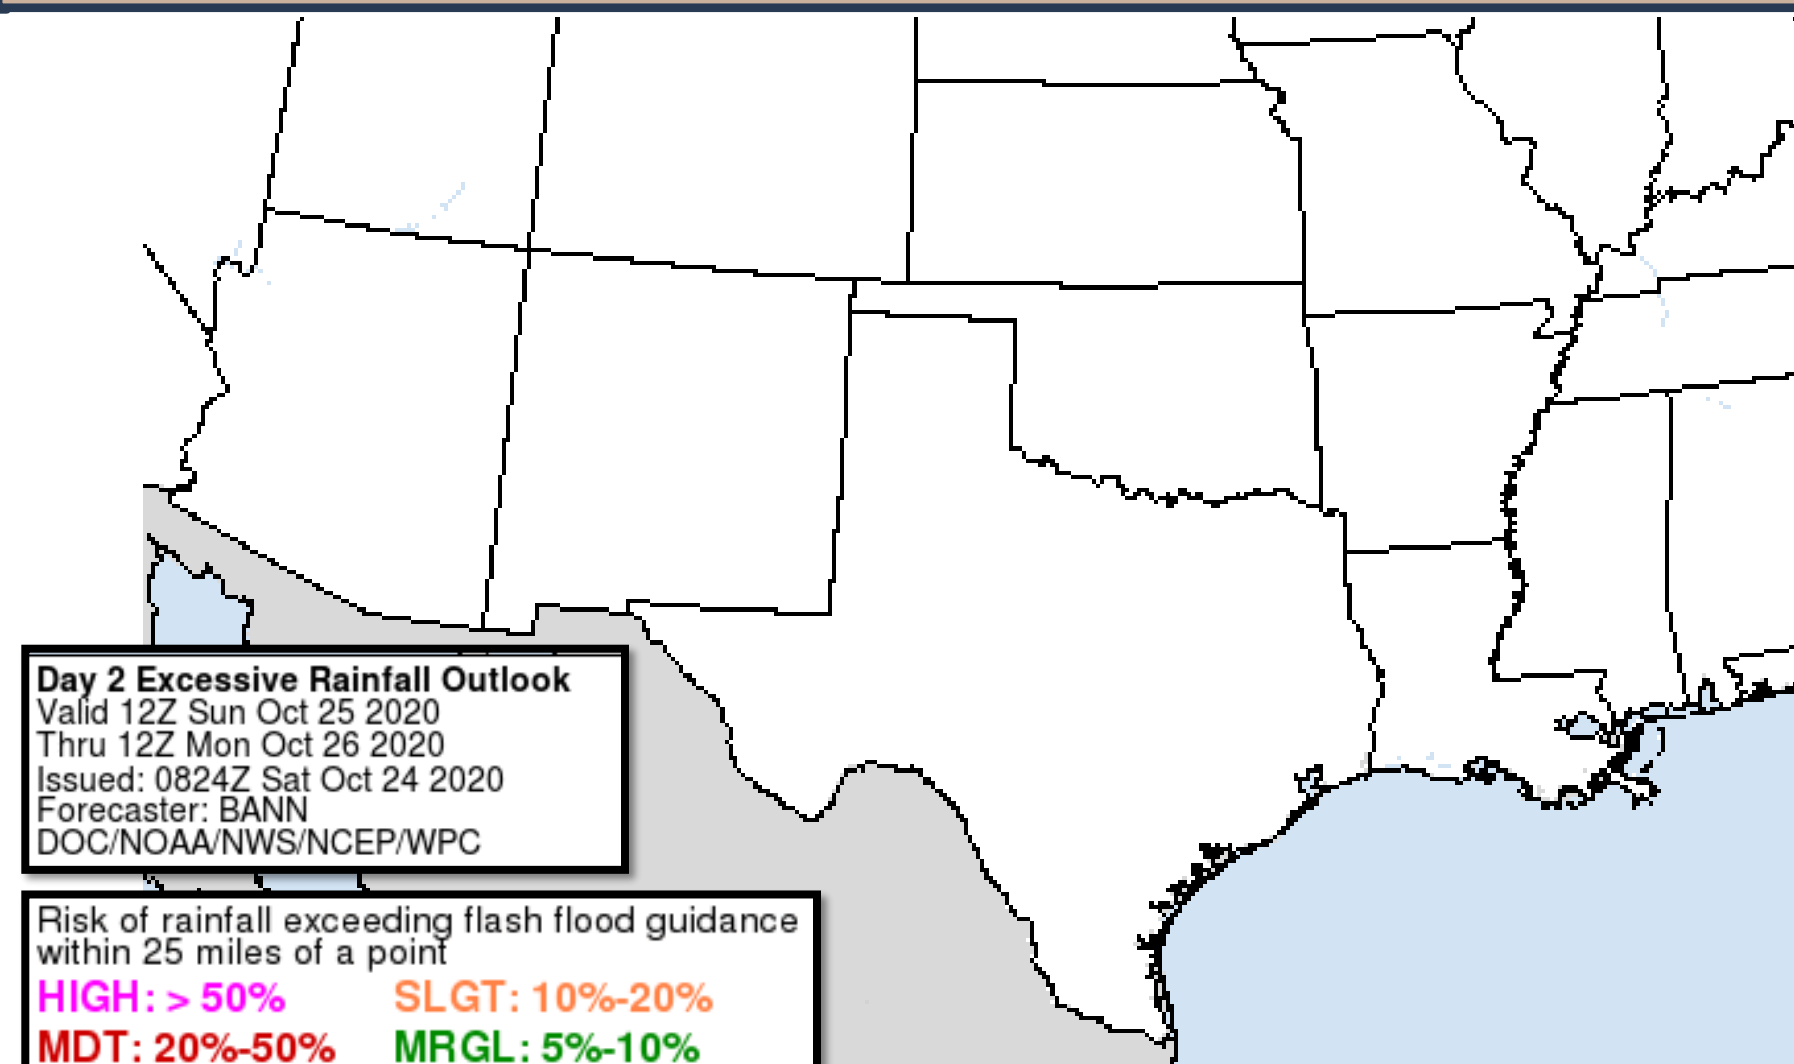 Day 2 Excessive Rainfall Outlook
Valid 12Z Sun Oct 25 2020
Thru 12Z Mon Oct 26 2020
Issued: 0824Z Sat Oct 24 2020
Forecaster: BANN
DOC/NOAA/NWS/NCEP/WPC
Risk of rainfall exceeding flash flood guidance
within 25 miles of a point
HIGH: > 50% SLGT: 10%-20%
MDT: 20%-50% MRGL: 5%-10%